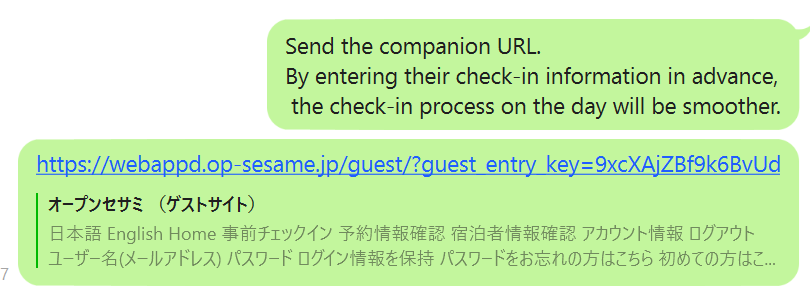 Send the companion URL.
By entering their check-in information in advance,
the check-in process on the day will be smoother.
https://webappd.op-sesame.jp/guest/?guest_entry_key=9xcXAjZBf9k6BvUd
オープンセサミ （ゲストサイト）
日本語 English Home 事前チェックイン 予約情報確認 宿泊者情報確認 アカウント情報 ログアウト
ユーザー名(メールアドレス) パスワード ログイン情報を保持 パスワードをお忘れの方はこちら 初めての方はこ...
7